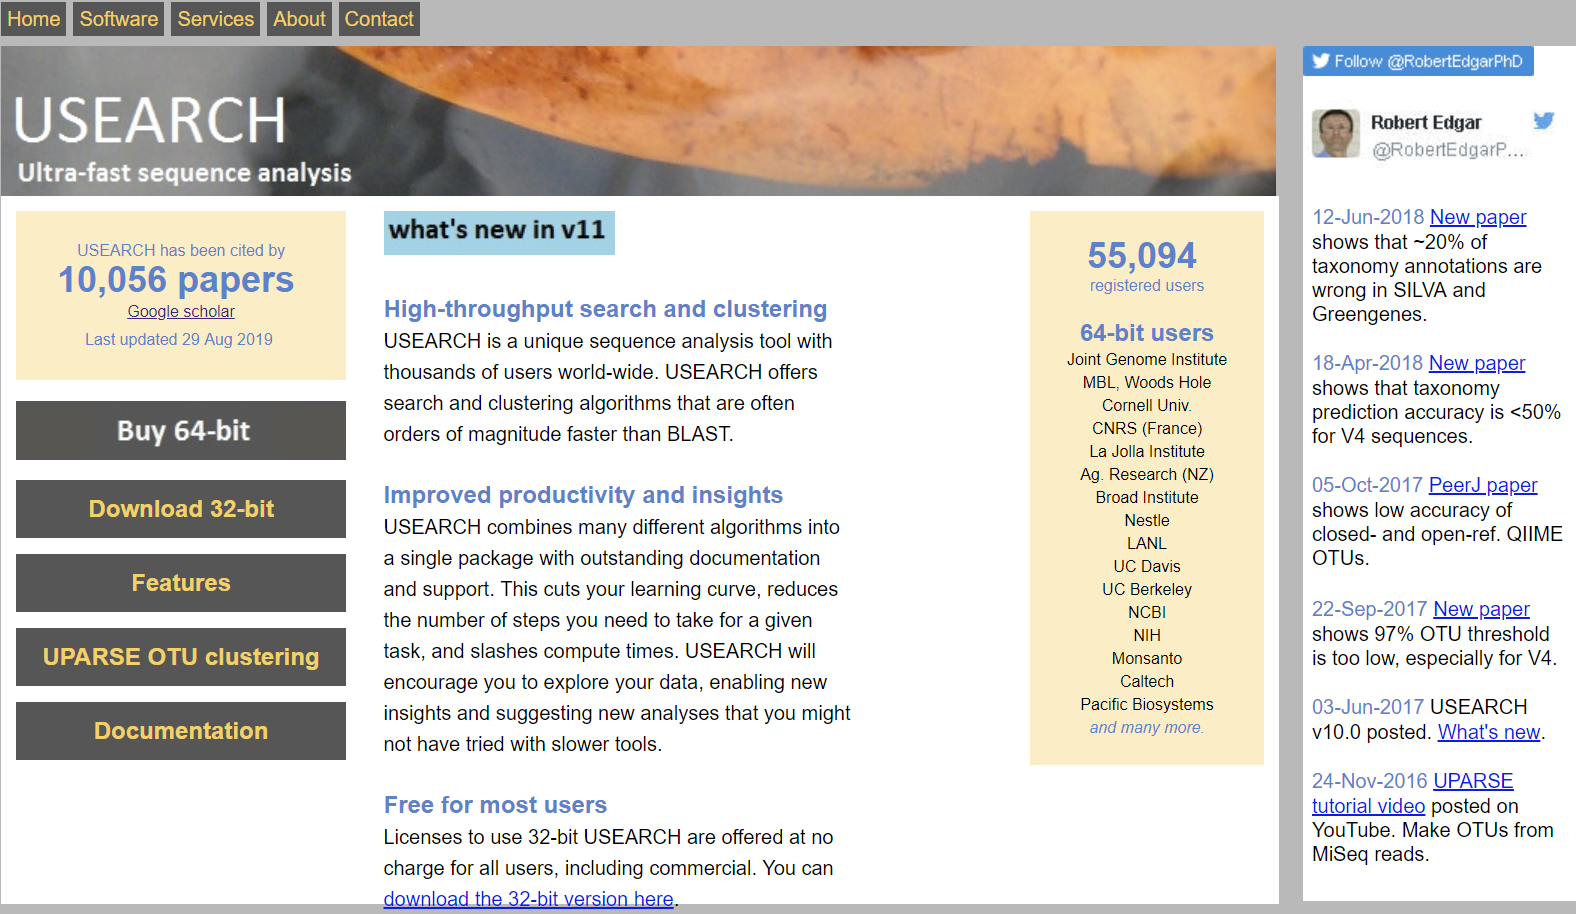 Home Software Services About Contact
USEARCH
Ultra-fast sequence analysis
USEARCH has been cited by
10,056 papers
Google scholar
Last updated 29 Aug 2019
Buy 64-bit
Download 32-bit
Features
UPARSE OTU clustering
Documentation
what's new in v11
High-throughput search and clustering
USEARCH is a unique sequence analysis tool with
thousands of users world-wide. USEARCH offers
search and clustering algorithms that are often
orders of magnitude faster than BLAST.
Improved productivity and insights
USEARCH combines many different algorithms into
a single package with outstanding documentation
and support. This cuts your learning curve, reduces
the number of steps you need to take for a given
task, and slashes compute times. USEARCH will
encourage you to explore your data, enabling new
insights and suggesting new analyses that you might
not have tried with slower tools.
Free for most users
Licenses to use 32-bit USEARCH are offered at no
charge for all users, including commercial. You can
download the 32-bit version here.
55,094
registered users
64-bit users
Joint Genome Institute
MBL, Woods Hole
Cornell Univ.
CNRS (France)
La Jolla Institute
Ag. Research (NZ)
Broad Institute
Nestle
LANL
UC Davis
UC Berkeley
NCBI
NIH
Monsanto
Caltech
Pacific Biosystems
and many more.
Follow @RobertEdgarPhD
Robert Edgar
@RobertEdgarP...
12-Jun-2018 New paper
shows that ~20% of
taxonomy annotations are
wrong in SILVA and
Greengenes.
18-Apr-2018 New paper
shows that taxonomy
prediction accuracy is <50%
for V4 sequences.
05-Oct-2017 PeerJ paper
shows low accuracy of
closed- and open-ref. QIIME
OTUs.
22-Sep-2017 New paper
shows 97% OTU threshold
is too low, especially for V4.
03-Jun-2017 USEARCH
v10.0 posted. What's new.
24-Nov-2016 UPARSE
tutorial video posted on
YouTube. Make OTUs from
MiSeq reads.